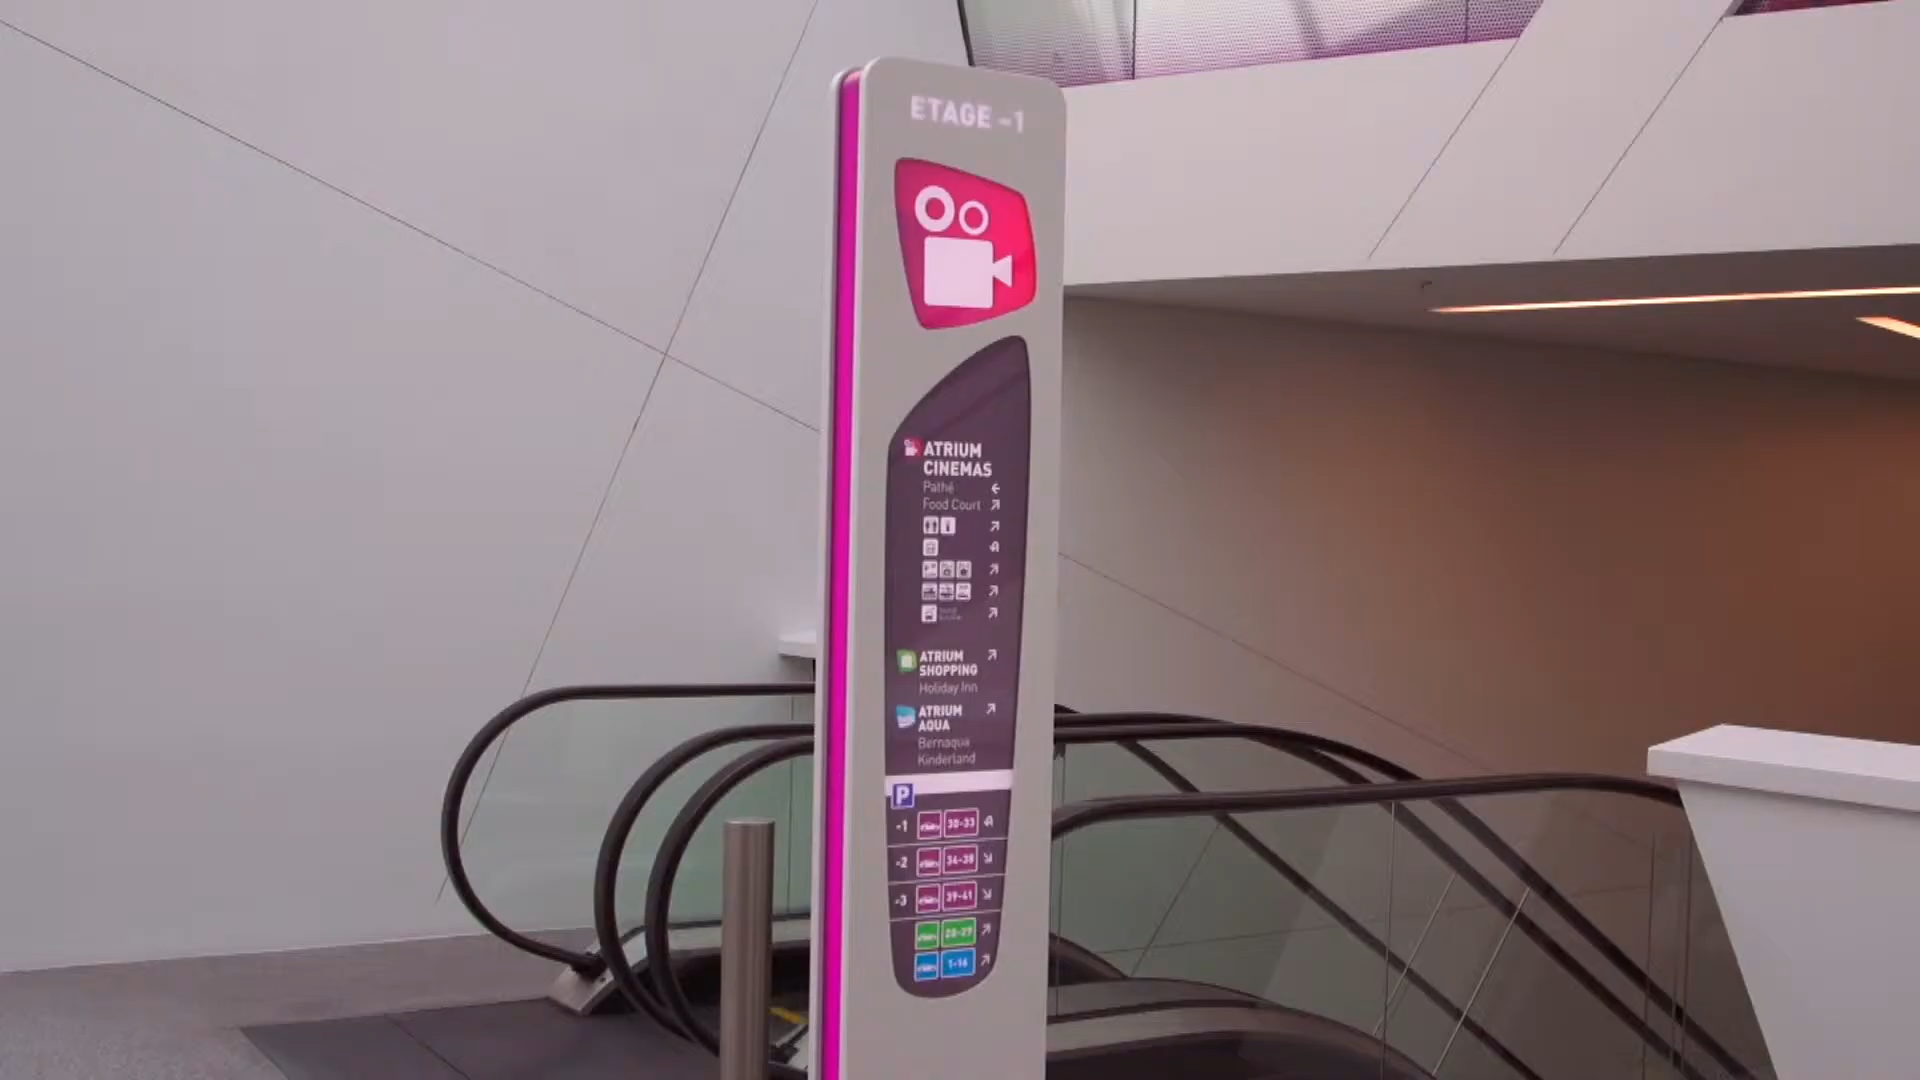 ETAGE -1
ATRIUM
CINEMAS
Pathé
Food Court
ATRIUM
SHOPPING
Holiday Inn
ATRIUM
AQUA
Bernaqua
Kinderland
P
-1 30-33
-2 34-38
-3 39-41
20-29
1-16